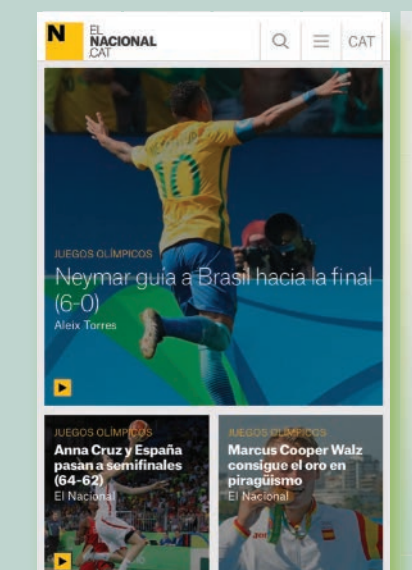 N
EL
NACIONAL
.CAT
CAT
10
JUEGOS OLÍMPICOS
Neymar guía a Brasil hacia la final
(6-0)
Aleix Torres
JUEGOS OLÍMPICOS
Anna Cruz y España
pasan a semifinales
(64-62)
El Nacional
JUEGOS OLÍMPICOS
Marcus Cooper Walz
consigue el oro en
piragüismo
El Nacional